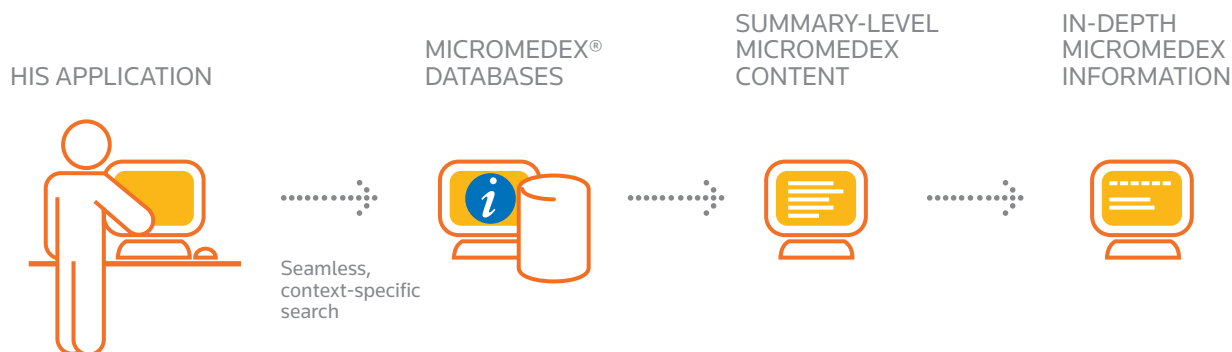 HIS APPLICATION
MICROMEDEX®
DATABASES
SUMMARY-LEVEL
MICROMEDEX
CONTENT
IN-DEPTH
MICROMEDEX
INFORMATION
i
Seamless,
context-specific
search